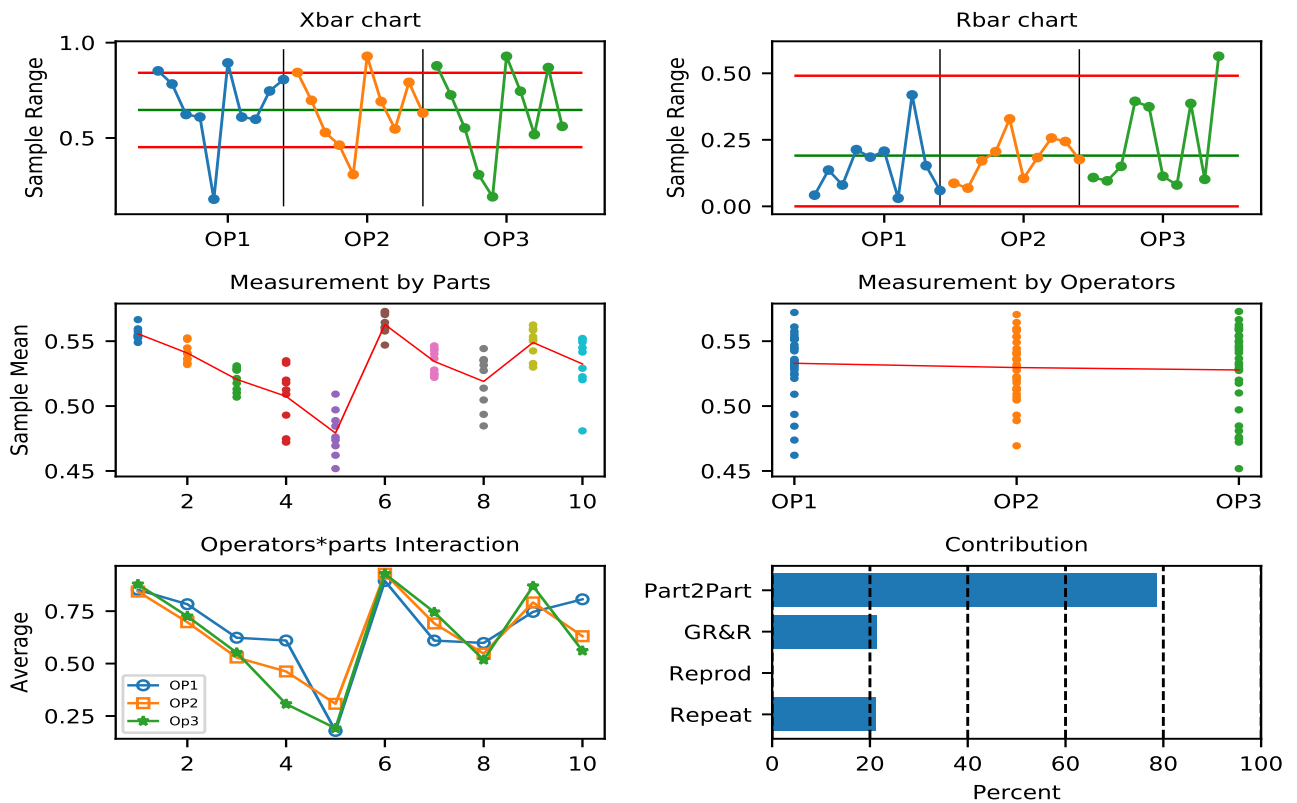 Xbar chart
Sample Range
1.0
0.5
OP1 OP2 OP3
Rbar chart
Sample Range
0.50
0.25
0.00
OP1 OP2 OP3
Measurement by Parts
Sample Mean
0.55
0.50
0.45
2 4 6 8 10
Measurement by Operators
0.55
0.50
0.45
OP1 OP2 OP3
Operators*parts Interaction
Average
0.75
0.50
0.25
OP1
OP2
Op3
2 4 6 8 10
Contribution
Part2Part
GR&R
Reprod
Repeat
0 20 40 60 80 100
Percent